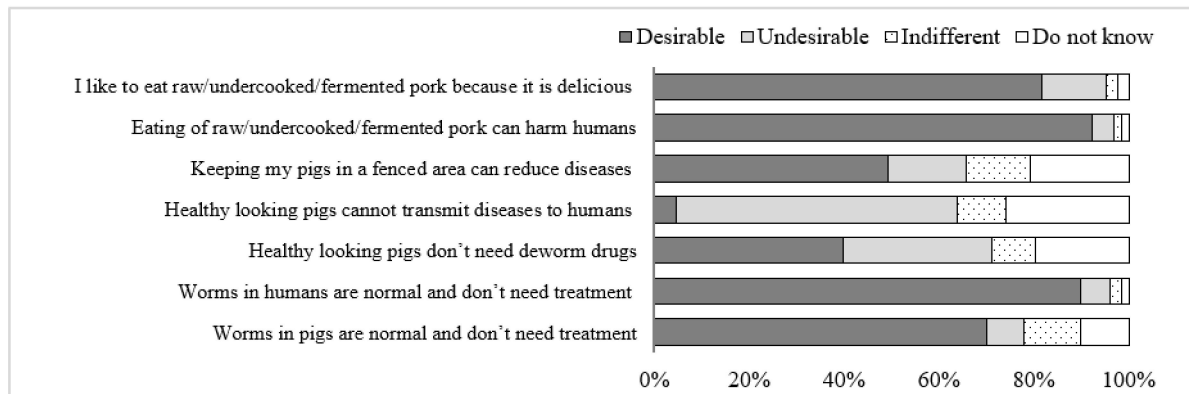 Desirable Undesirable Indifferent Do not know
I like to eat raw/undercooked/fermented pork because it is delicious
Eating of raw/undercooked/fermented pork can harm humans
Keeping my pigs in a fenced area can reduce diseases
Healthy looking pigs cannot transmit diseases to humans
Healthy looking pigs don’t need deworm drugs
Worms in humans are normal and don’t need treatment
Worms in pigs are normal and don’t need treatment
0% 20% 40% 60% 80% 100%